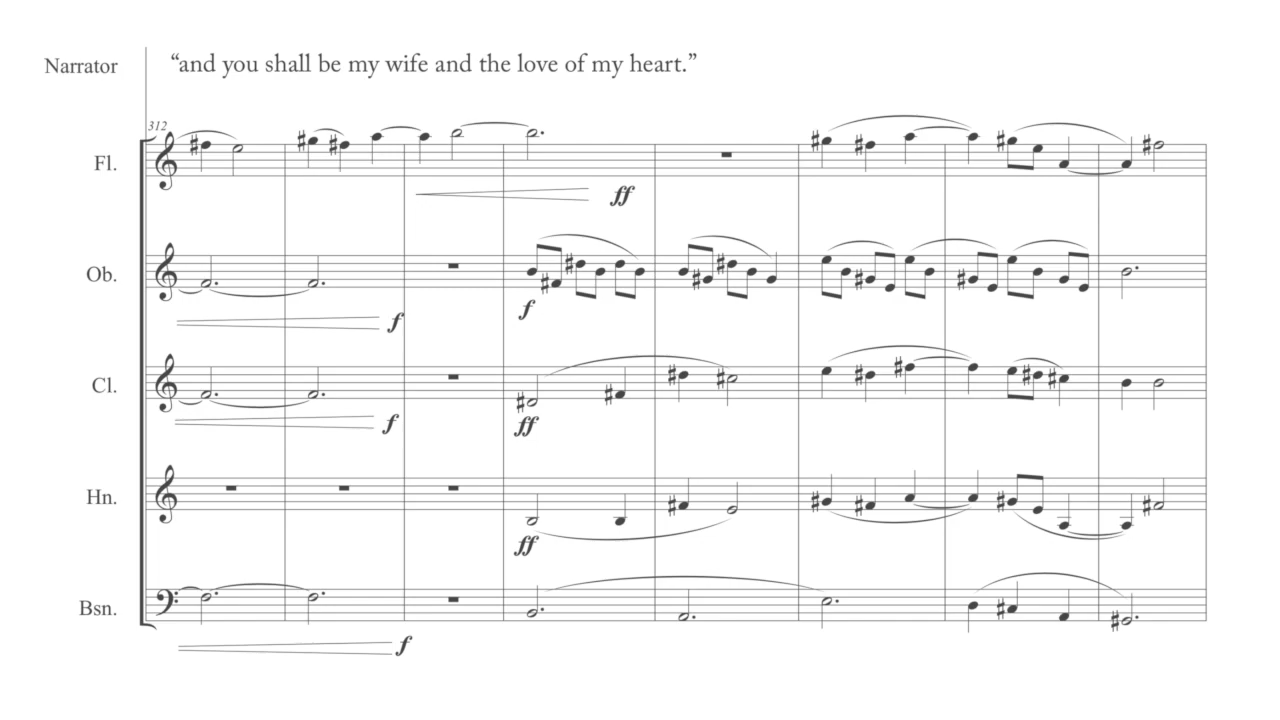 Narrator “and you shall be my wife and the love of my heart.”
312
Fl.
ff
Ob.
f
f
Cl.
f
ff
Hn.
ff
Bsn.
f